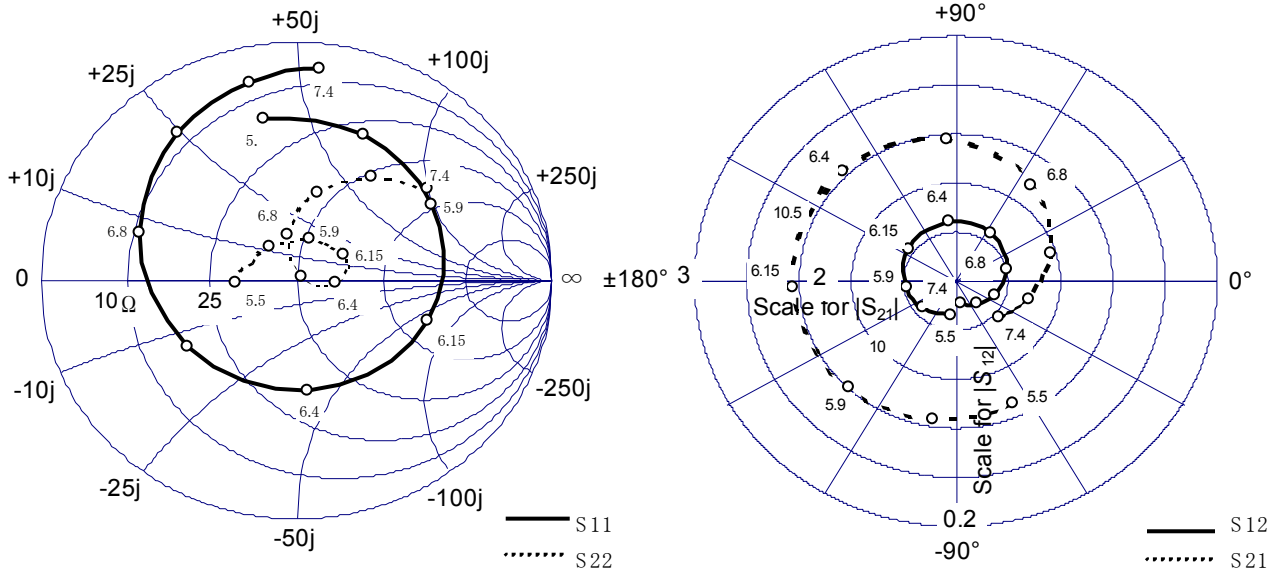 +50j
+25j
+100j
7.4
5.
+10j
7.4
+250j
5.9
6.8
6.8
5.9
6.15
0
10 Ω
25
5.5
6.4
∞
6.15
-10j
-250j
6.4
-25j
-100j
-50j
S11
S22
+90°
6.4
6.8
6.4
10.5
6.15
6.8
6.15
5.9
±180°
3
2
7.4
0°
Scale for |S21|
5.5
7.4
10
Scale for |S12|
5.9
5.5
0.2
-90°
S12
S21